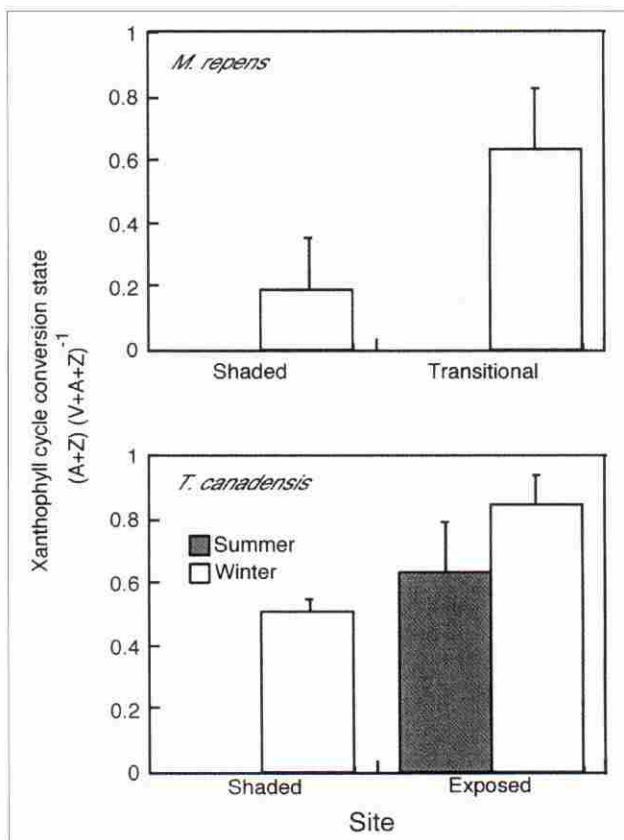 Xanthophyll cycle conversion state
(A+Z) (V+A+Z)⁻¹
1
M. repens
0.8
0.6
0.4
0.2
0
Shaded Transitional
1
T. canadensis
0.8
Summer
Winter
0.6
0.4
0.2
0
Shaded Exposed
Site